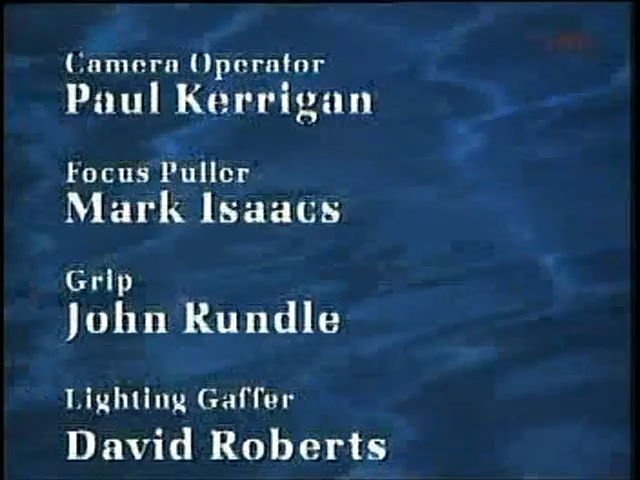 Camera Operator
Paul Kerrigan
Focus Puller
Mark Isaacs
Grip
John Rundle
Lighting Gaffer
David Roberts